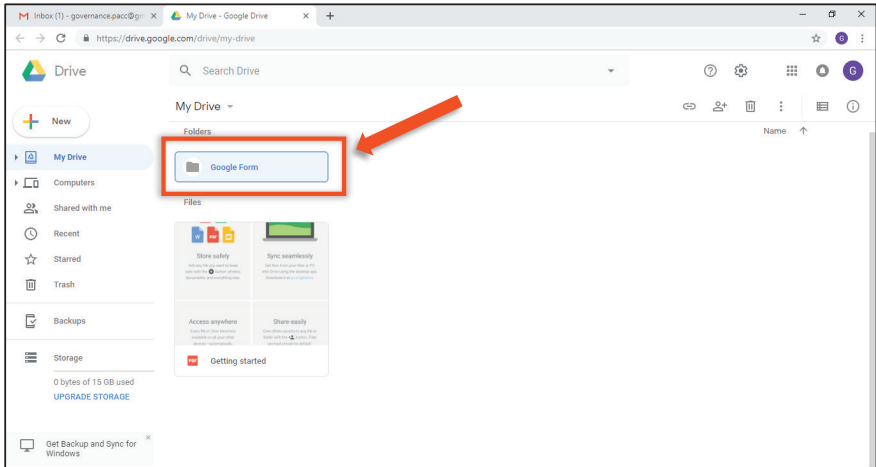 Inbox (1) - governance.pacc@gm
My Drive - Google Drive
https://drive.google.com/drive/my-drive
G
Drive
Search Drive
G
New
My Drive
Name
Folders
Google Form
Files
My Drive
Computers
Shared with me
Recent
Starred
Trash
Backups
Storage
0 bytes of 15 GB used
UPGRADE STORAGE
Get Backup and Sync for
Windows
W
PDF
Store safely
Sync seamlessly
Access anywhere
Share easily
PDF
Getting started